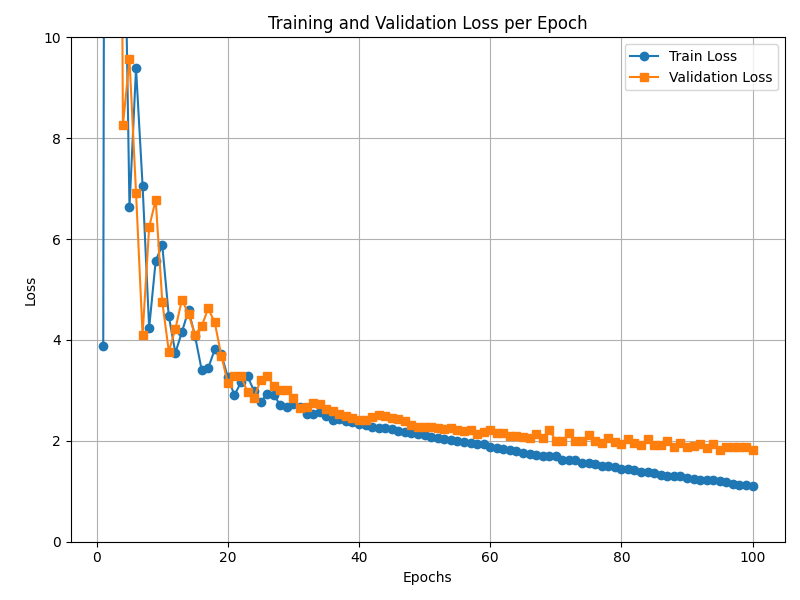 Training and Validation Loss per Epoch
Train Loss
Validation Loss
10
8
6
4
2
0
Loss
0 20 40 60 80 100
Epochs